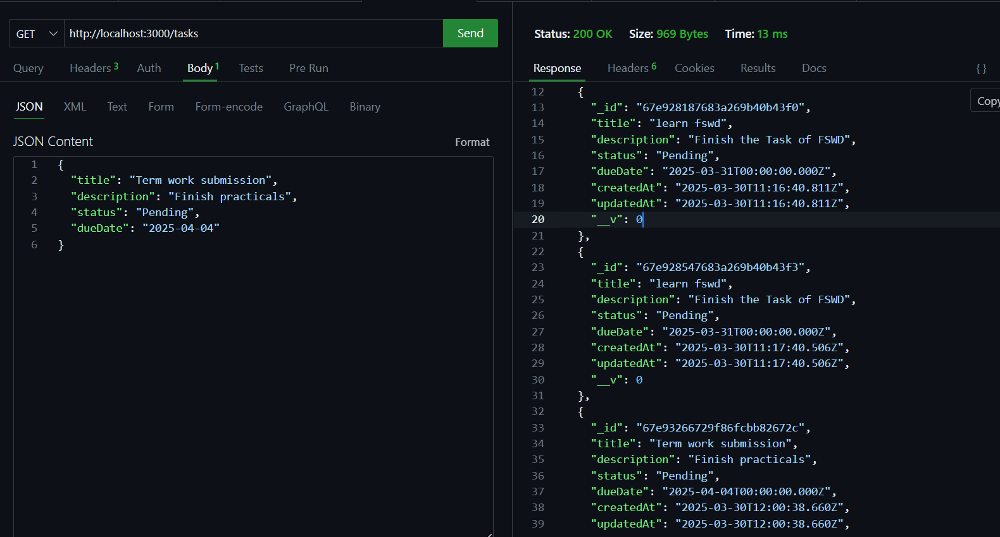 GET http://localhost:3000/tasks Send
Query Headers 3 Auth Body 1 Tests Pre Run
JSON XML Text Form Form-encode GraphQL Binary
JSON Content Format
1 {
2 "title": "Term work submission",
3 "description": "Finish practicals",
4 "status": "Pending",
5 "dueDate": "2025-04-04"
6 }
Status: 200 OK Size: 969 Bytes Time: 13 ms
Response Headers 6 Cookies Results Docs {}
Copy
12 {
13 "_id": "67e928187683a269b40b43f0",
14 "title": "learn fswd",
15 "description": "Finish the Task of FSWD",
16 "status": "Pending",
17 "dueDate": "2025-03-31T00:00:00.000Z",
18 "createdAt": "2025-03-30T11:16:40.811Z",
19 "updatedAt": "2025-03-30T11:16:40.811Z",
20 "__v": 0
21 },
22 {
23 "_id": "67e928547683a269b40b43f3",
24 "title": "learn fswd",
25 "description": "Finish the Task of FSWD",
26 "status": "Pending",
27 "dueDate": "2025-03-31T00:00:00.000Z",
28 "createdAt": "2025-03-30T11:17:40.506Z",
29 "updatedAt": "2025-03-30T11:17:40.506Z",
30 "__v": 0
31 },
32 {
33 "_id": "67e93266729f86fcbb82672c",
34 "title": "Term work submission",
35 "description": "Finish practicals",
36 "status": "Pending",
37 "dueDate": "2025-04-04T00:00:00.000Z",
38 "createdAt": "2025-03-30T12:00:38.660Z",
39 "updatedAt": "2025-03-30T12:00:38.660Z",